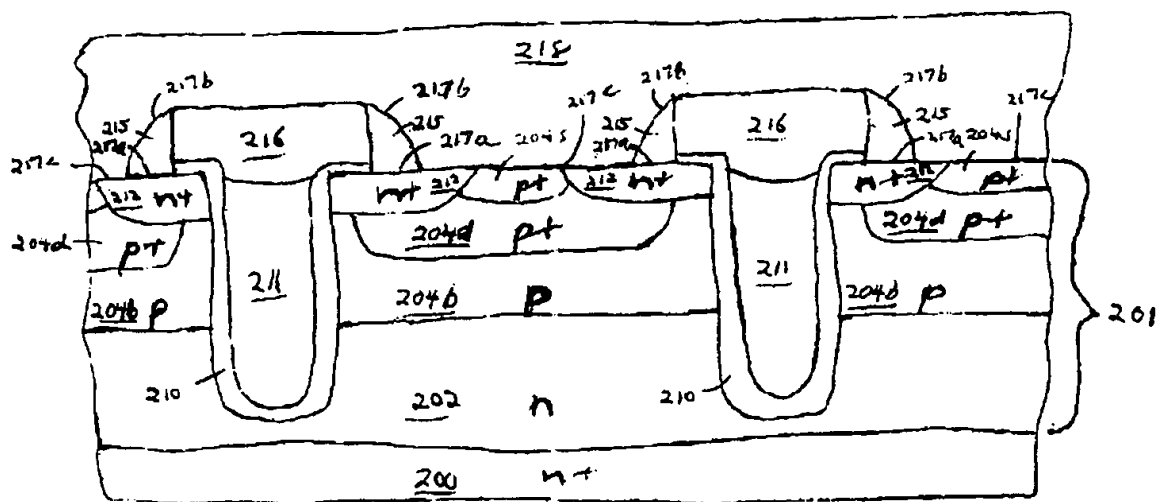 218
217b 217b 217c 217b 217b 217c
215 216 215 217a 204s 215 216 215 217a 204s
217a 217a
217c 212 n+ n+ 212 p+ 212 n+ n+ 212 p+
204d p+ 204d p+ 204d p+
211 211
204b p 204b p 204b p
201
210 202 n 210
200 n+